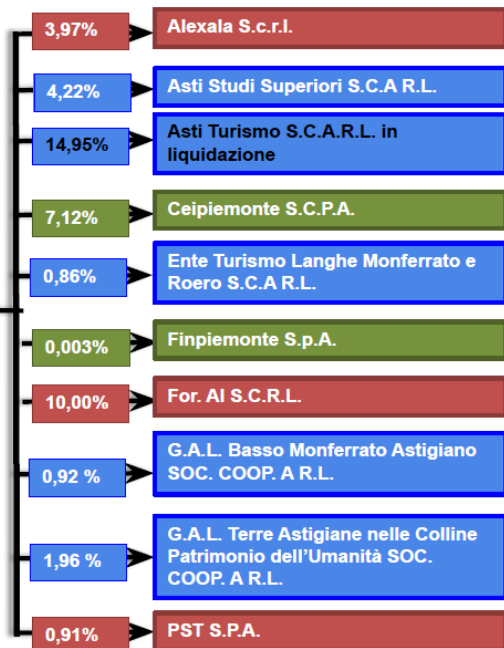 3,97%
Alexala S.c.r.l.
4,22%
Asti Studi Superiori S.C.A R.L.
14,95%
Asti Turismo S.C.A.R.L. in
liquidazione
7,12%
Ceipiemonte S.C.P.A.
0,86%
Ente Turismo Langhe Monferrato e
Roero S.C.A R.L.
0,003%
Finpiemonte S.p.A.
10,00%
For. Al S.C.R.L.
0,92 %
G.A.L. Basso Monferrato Astigiano
SOC. COOP. A R.L.
1,96 %
G.A.L. Terre Astigiane nelle Colline
Patrimonio dell’Umanità SOC.
COOP. A R.L.
0,91%
PST S.P.A.